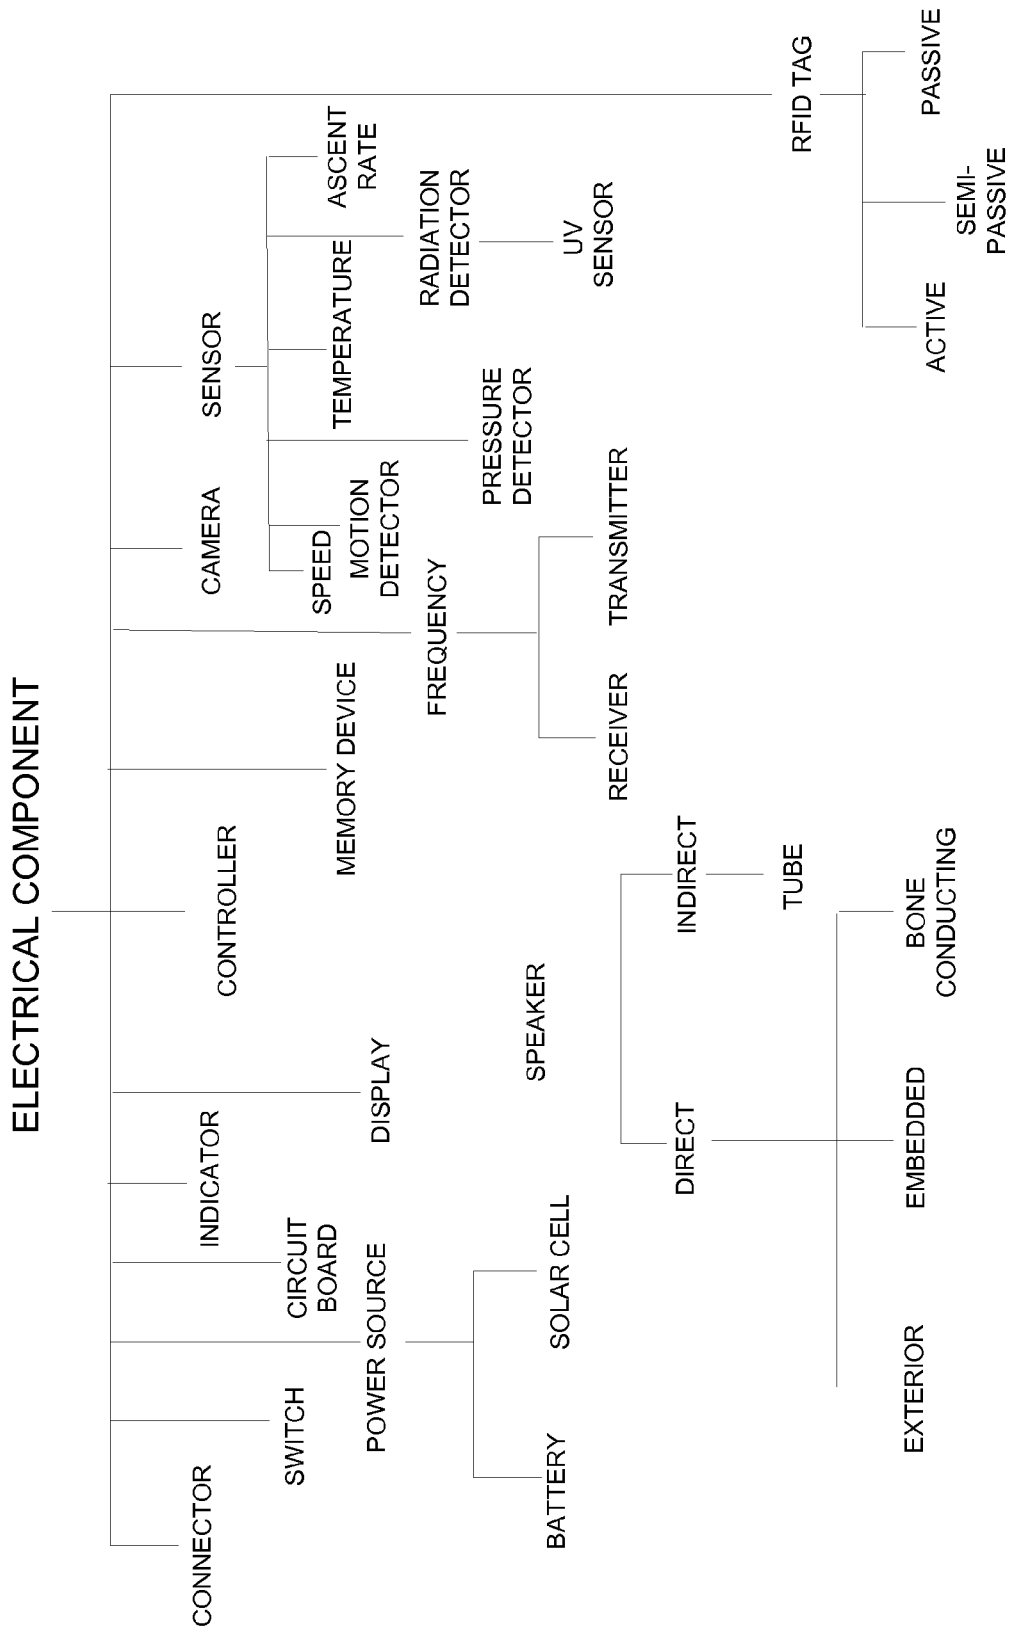 ELECTRICAL COMPONENT
CONNECTOR
SWITCH
POWER SOURCE
BATTERY
SOLAR CELL
CIRCUIT
BOARD
INDICATOR
DISPLAY
CONTROLLER
SPEAKER
DIRECT
EXTERIOR
EMBEDDED
BONE
CONDUCTING
INDIRECT
TUBE
MEMORY DEVICE
FREQUENCY
RECEIVER
TRANSMITTER
CAMERA
SENSOR
SPEED
MOTION
DETECTOR
PRESSURE
DETECTOR
TEMPERATURE
RADIATION
DETECTOR
UV
SENSOR
ASCENT
RATE
RFID TAG
ACTIVE
SEMI-
PASSIVE
PASSIVE